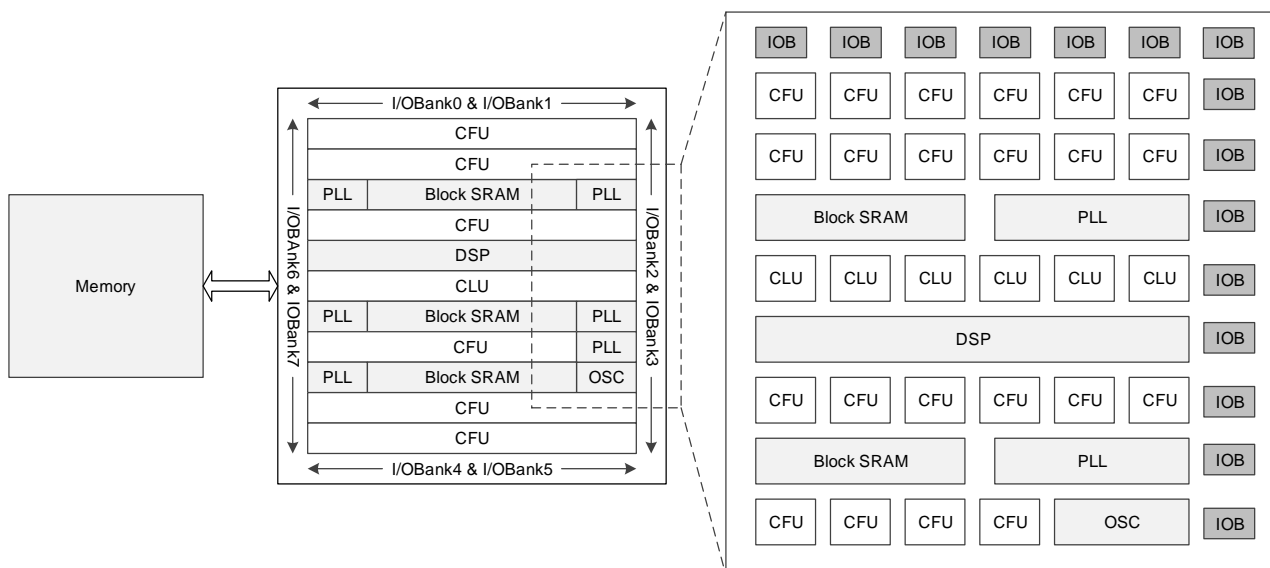 Memory
I/OBank0 & I/OBank1
I/OBAnk6 & IOBank7
I/OBank2 & IOBank3
CFU
CFU
PLL Block SRAM PLL
CFU
DSP
CLU
PLL Block SRAM PLL
CFU PLL
PLL Block SRAM OSC
CFU
CFU
I/OBank4 & I/OBank5
IOB IOB IOB IOB IOB IOB IOB
CFU CFU CFU CFU CFU CFU IOB
CFU CFU CFU CFU CFU CFU IOB
Block SRAM PLL IOB
CLU CLU CLU CLU CLU CLU IOB
DSP IOB
CFU CFU CFU CFU CFU CFU IOB
Block SRAM PLL IOB
CFU CFU CFU CFU OSC IOB